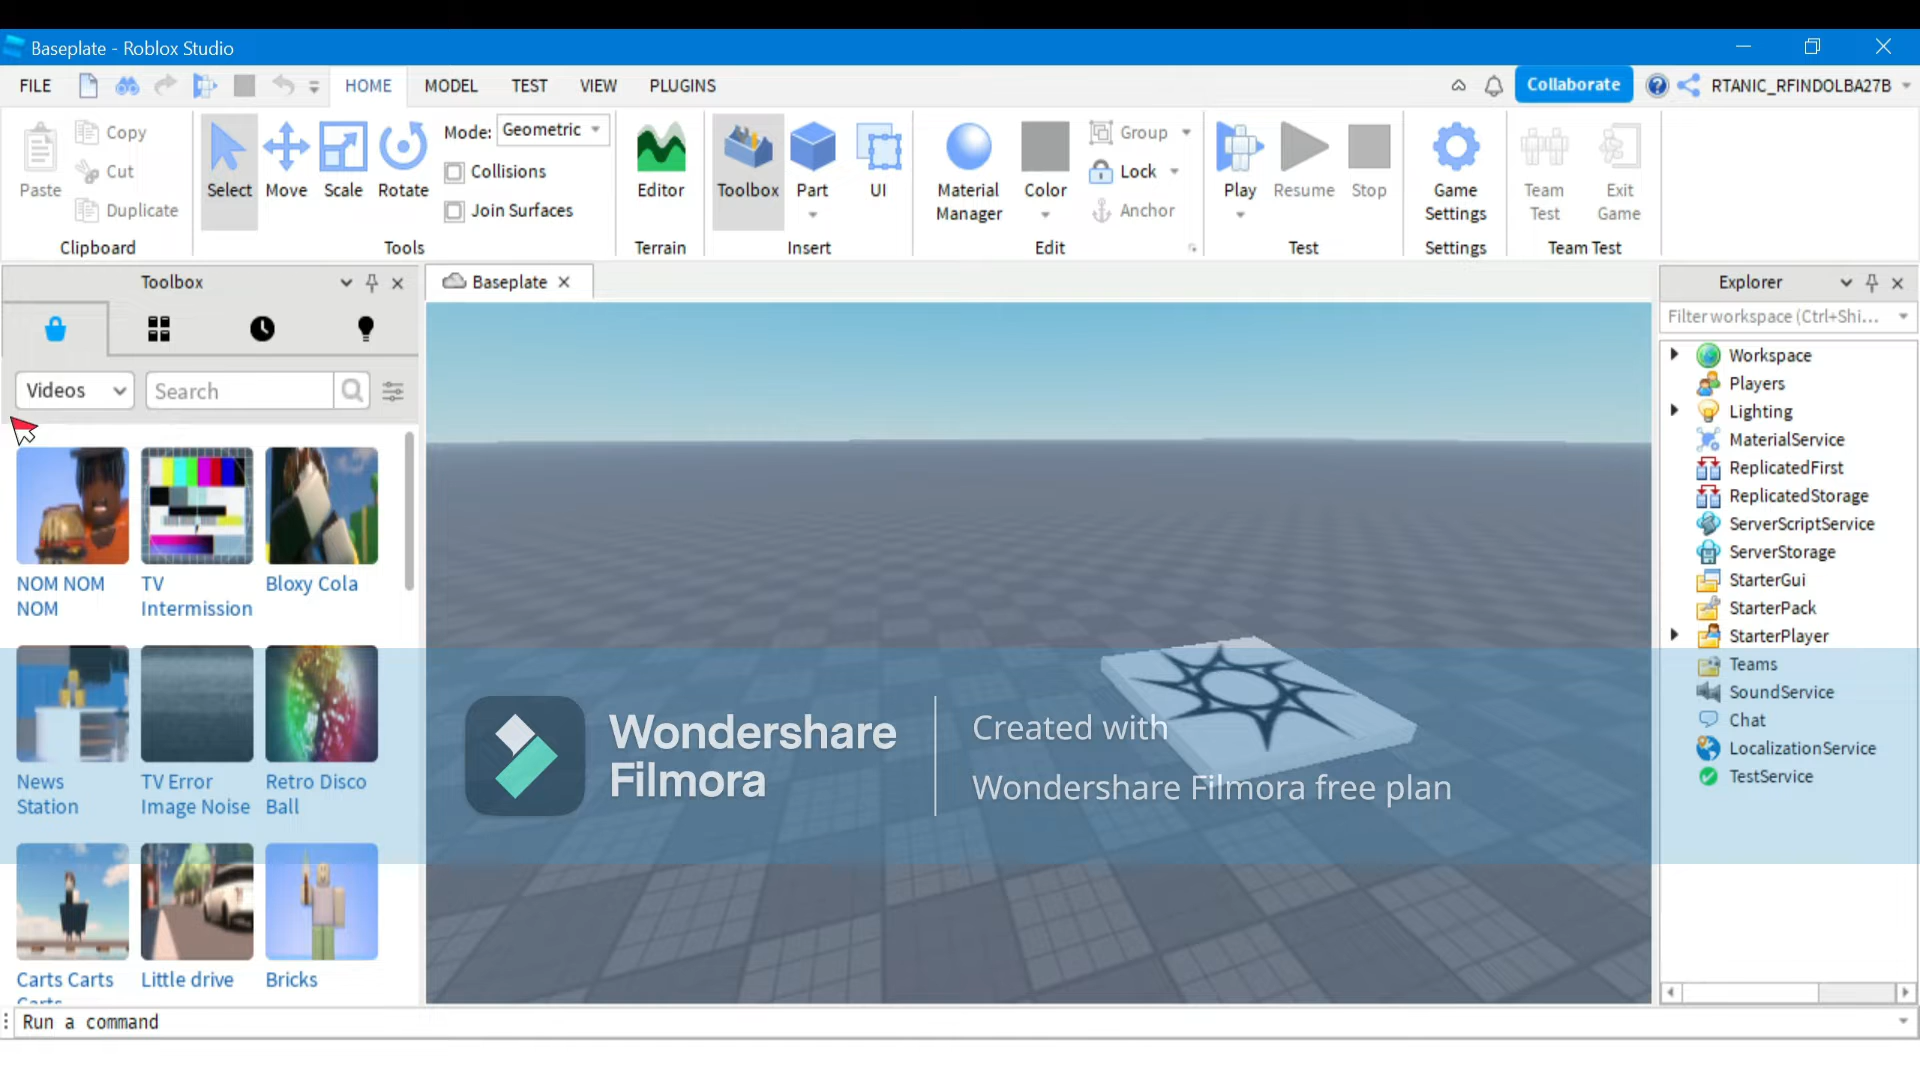 Baseplate - Roblox Studio
FILE HOME MODEL TEST VIEW PLUGINS Collaborate RTANIC_RFINDOLBA27B
Paste
Copy
Cut
Duplicate
Clipboard
Select
Move
Scale
Rotate
Mode: Geometric
Collisions
Join Surfaces
Tools
Editor
Terrain
Toolbox
Part
UI
Insert
Material
Manager
Color
Group
Lock
Anchor
Edit
Play
Resume
Stop
Test
Game
Settings
Settings
Team
Test
Exit
Game
Team Test
Toolbox
Videos
Search
NOM NOM
NOM
TV
Intermission
Bloxy Cola
News
Station
TV Error
Image Noise
Retro Disco
Ball
Carts Carts
Carts
Little drive
Bricks
Baseplate
Wondershare
Filmora
Created with
Wondershare Filmora free plan
Explorer
Filter workspace (Ctrl+Shi...
Workspace
Players
Lighting
MaterialService
ReplicatedFirst
ReplicatedStorage
ServerScriptService
ServerStorage
StarterGui
StarterPack
StarterPlayer
Teams
SoundService
Chat
LocalizationService
TestService
Run a command